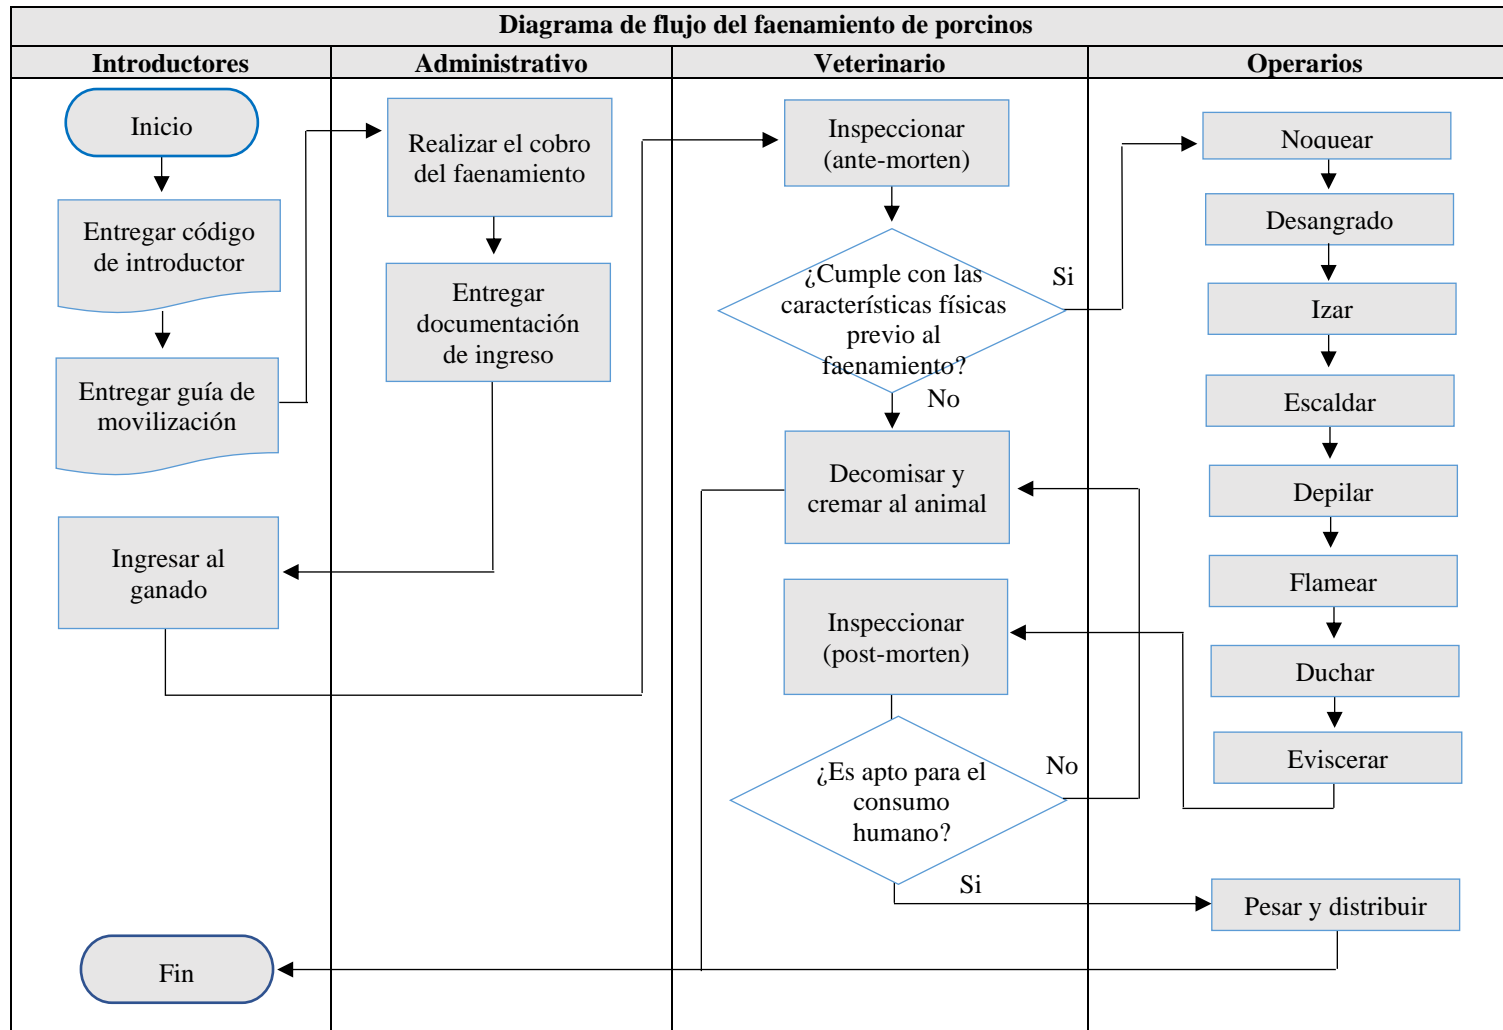 Diagrama de flujo del faenamiento de porcinos
Introductores
Administrativo
Veterinario
Operarios
Inicio
Entregar código
de introductor
Entregar guía de
movilización
Ingresar al
ganado
Fin
Realizar el cobro
del faenamiento
Entregar
documentación
de ingreso
Inspeccionar
(ante-morten)
¿Cumple con las
características físicas
previo al
faenamiento?
Si
No
Decomisar y
cremar al animal
Inspeccionar
(post-morten)
¿Es apto para el
consumo
humano?
No
Si
Noquear
Desangrado
Izar
Escaldar
Depilar
Flamear
Duchar
Eviscerar
Pesar y distribuir